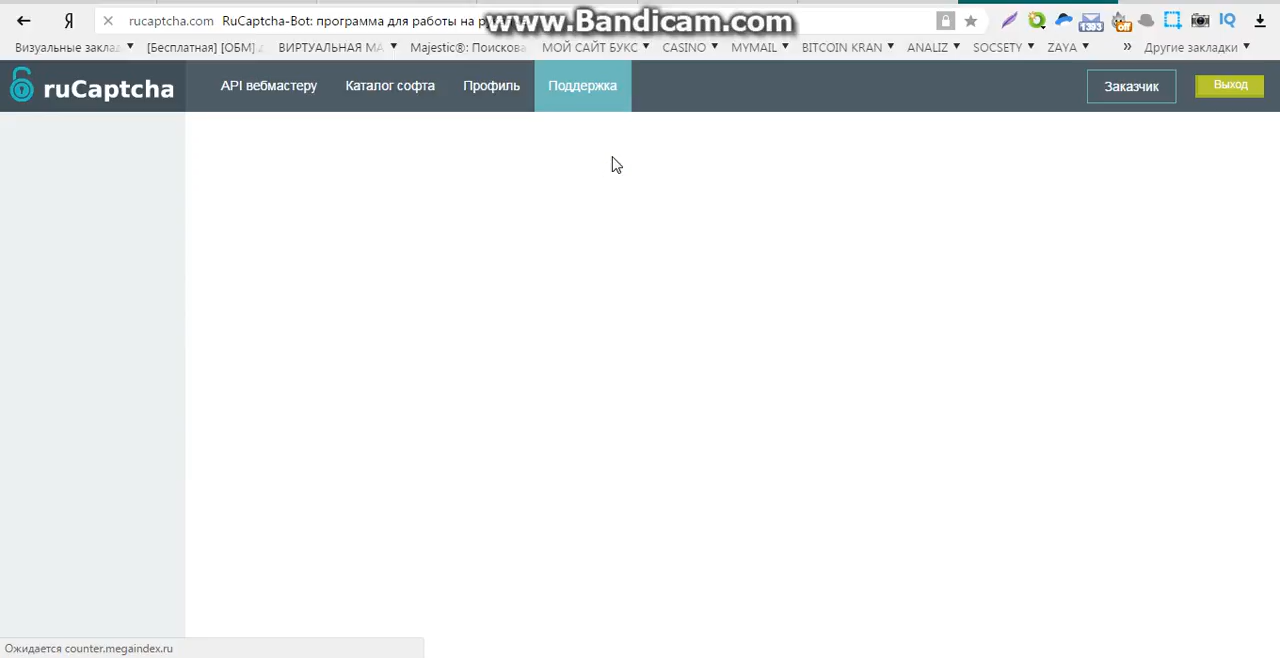 Я rucaptcha.com RuCaptcha-Bot: программа для работы на р
www.Bandicam.com
Визуальные заклад [Бесплатная] [ОБМ] ВИРТУАЛЬНАЯ МА Majestic®: Поискова МОЙ САЙТ БУКС CASINO MYMAIL BITCOIN KRAN ANALIZ SOCSETY ZAYA » Другие закладки
ruCaptcha API вебмастеру Каталог софта Профиль Поддержка Заказчик Выход
Ожидается counter.megaindex.ru